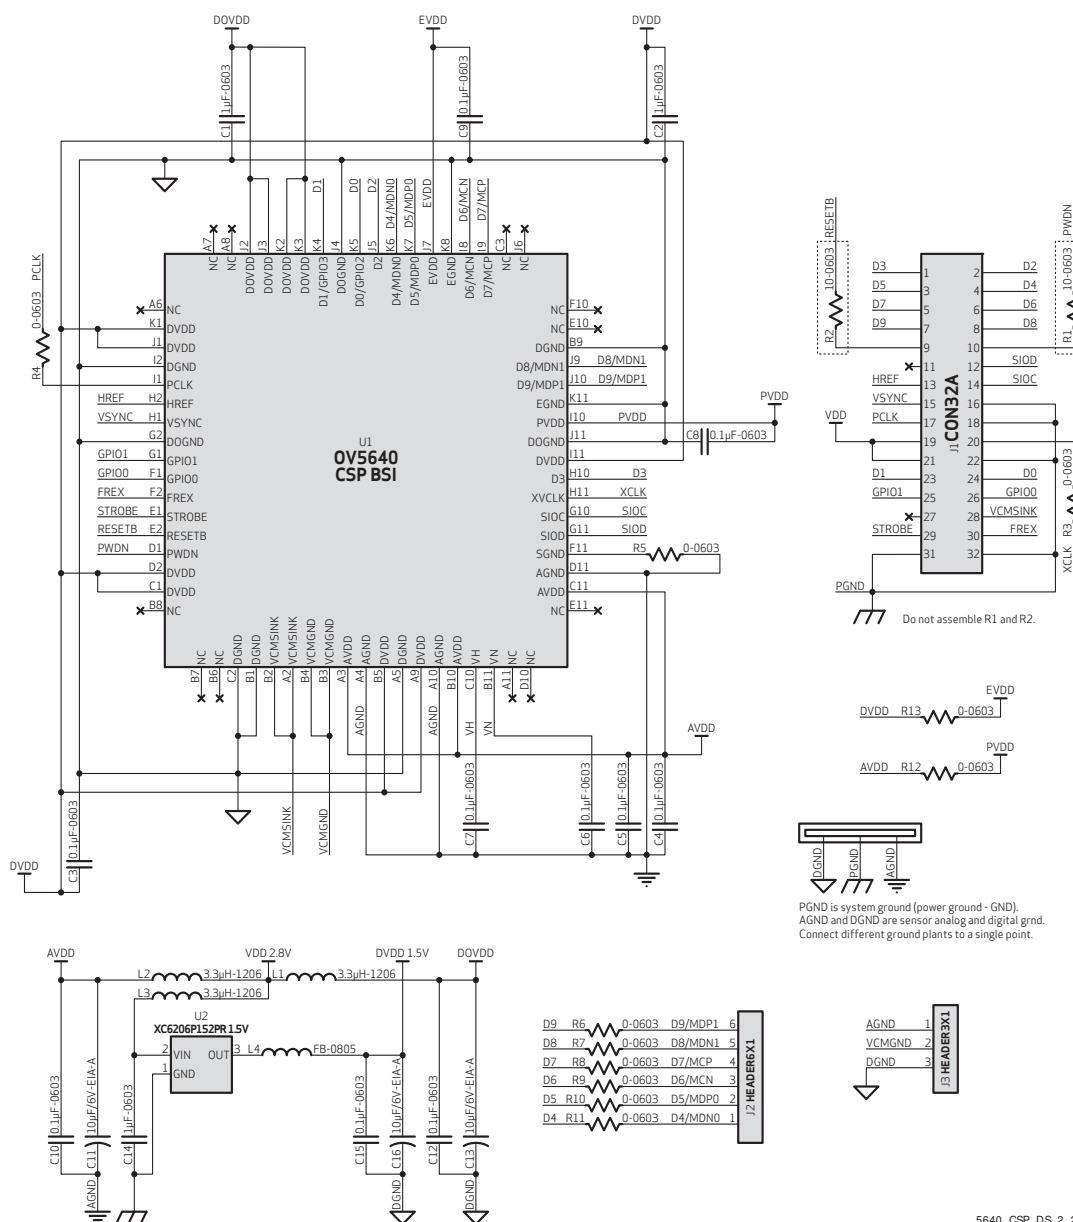 DOVDD
EVDD
DVDD
C1 1μF-0603
C9 0.1μF-0603
C2 1μF-0603
D1
D0
D2
D4/MDN0
D5/MDP0
EVDD
D6/MCN
D7/MCP
A7 NC
A8 NC
J2 DOVDD
J3 DOVDD
K2 DOVDD
K3 DOVDD
K4 D1/GPIO3
J4 DOGND
K5 D0/GPIO2
J5 D2
K6 D4/MDN0
K7 D5/MDP0
J7 EVDD
K8 EGND
I8 D6/MCN
I9 D7/MCP
C3 NC
J6 NC
R4 0-0603 PCLK
A6 NC
K1 DVDD
J1 DVDD
I2 DGND
I1 PCLK
HREF H2 HREF
VSYNC H1 VSYNC
G2 DOGND
GPIO1 G1 GPIO1
GPIO0 F1 GPIO0
FREX F2 FREX
STROBE E1 STROBE
RESETB E2 RESETB
PWDN D1 PWDN
D2 DVDD
C1 DVDD
B8 NC
U1
OV5640
CSP BSI
NC F10
NC E10
DGND B9
D8/MDN1 J9 D8/MDN1
D9/MDP1 J10 D9/MDP1
EGND K11
PVDD I10 PVDD
DOGND J11
DVDD I11
D3 H10 D3
XVCLK H11 XCLK
SIOC G10 SIOC
SIOD G11 SIOD
SGND F11 R5 0-0603
AGND D11
AVDD C11
NC E11
C8 0.1μF-0603
PVDD
B7 NC
B6 NC
C2 DGND
B1 DGND
B2 VCMSINK
A2 VCMSINK
B4 VCMGND
B3 VCMGND
A3 AVDD
A4 AGND
B5 DVDD
A5 DGND
A9 DVDD
A10 AGND
B10 AVDD
C10 VH
B11 VN
A11 NC
D10 NC
AGND
AGND
VH
VN
AVDD
VCMSINK
VCMGND
C7 0.1μF-0603
C6 0.1μF-0603
C5 0.1μF-0603
C4 0.1μF-0603
C3 0.1μF-0603
DVDD
R2 10-0603 RESETB
R1 10-0603 PWDN
D3 1 2 D2
D5 3 4 D4
D7 5 6 D6
D9 7 8 D8
9 10
11 12 SIOD
HREF 13 14 SIOC
VSYNC 15 16
PCLK 17 18
VDD
19 20
21 22
D1 23 24 D0
GPIO1 25 26 GPIO0
27 28 VCMSINK
STROBE 29 30 FREX
31 32
J1 CON32A
XCLK R3 0-0603
PGND
Do not assemble R1 and R2.
EVDD
DVDD R13 0-0603
PVDD
AVDD R12 0-0603
DGND
PGND
AGND
PGND is system ground (power ground - GND).
AGND and DGND are sensor analog and digital grnd.
Connect different ground plants to a single point.
AVDD
VDD 2.8V
DVDD 1.5V
DOVDD
L2 3.3μH-1206
L1 3.3μH-1206
L3 3.3μH-1206
U2
XC6206P152PR 1.5V
2 VIN OUT 3
1 GND
L4 FB-0805
C10 0.1μF-0603
C11 10μF/6V-EIA-A
C14 1μF-0603
C15 0.1μF-0603
C16 10μF/6V-EIA-A
C12 0.1μF-0603
C13 10μF/6V-EIA-A
AGND
DGND
DGND
D9 R6 0-0603 D9/MDP1 6
D8 R7 0-0603 D8/MDN1 5
D7 R8 0-0603 D7/MCP 4
D6 R9 0-0603 D6/MCN 3
D5 R10 0-0603 D5/MDP0 2
D4 R11 0-0603 D4/MDN0 1
J2 HEADER6X1
AGND 1
VCMGND 2
DGND 3
J3 HEADER3X1